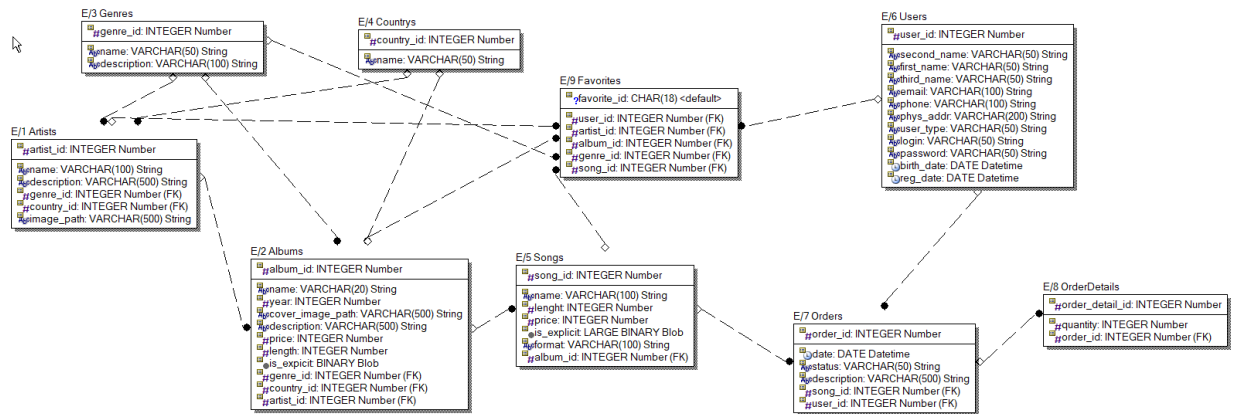 E/3 Genres
genre_id: INTEGER Number
name: VARCHAR(50) String
description: VARCHAR(100) String
E/4 Countrys
country_id: INTEGER Number
name: VARCHAR(50) String
E/6 Users
user_id: INTEGER Number
second_name: VARCHAR(50) String
first_name: VARCHAR(50) String
third_name: VARCHAR(50) String
email: VARCHAR(100) String
phone: VARCHAR(100) String
phys_addr: VARCHAR(200) String
user_type: VARCHAR(50) String
login: VARCHAR(50) String
password: VARCHAR(50) String
birth_date: DATE Datetime
reg_date: DATE Datetime
E/9 Favorites
favorite_id: CHAR(18) <default>
user_id: INTEGER Number (FK)
artist_id: INTEGER Number (FK)
album_id: INTEGER Number (FK)
genre_id: INTEGER Number (FK)
song_id: INTEGER Number (FK)
E/1 Artists
artist_id: INTEGER Number
name: VARCHAR(100) String
description: VARCHAR(500) String
genre_id: INTEGER Number (FK)
country_id: INTEGER Number (FK)
image_path: VARCHAR(500) String
E/2 Albums
album_id: INTEGER Number
name: VARCHAR(20) String
year: INTEGER Number
cover_image_path: VARCHAR(500) String
description: VARCHAR(500) String
price: INTEGER Number
length: INTEGER Number
is_expicit: BINARY Blob
genre_id: INTEGER Number (FK)
country_id: INTEGER Number (FK)
artist_id: INTEGER Number (FK)
E/5 Songs
song_id: INTEGER Number
name: VARCHAR(100) String
lenght: INTEGER Number
price: INTEGER Number
is_explicit: LARGE BINARY Blob
format: VARCHAR(100) String
album_id: INTEGER Number (FK)
E/7 Orders
order_id: INTEGER Number
date: DATE Datetime
status: VARCHAR(50) String
description: VARCHAR(500) String
song_id: INTEGER Number (FK)
user_id: INTEGER Number (FK)
E/8 OrderDetails
order_detail_id: INTEGER Number
quantity: INTEGER Number
order_id: INTEGER Number (FK)